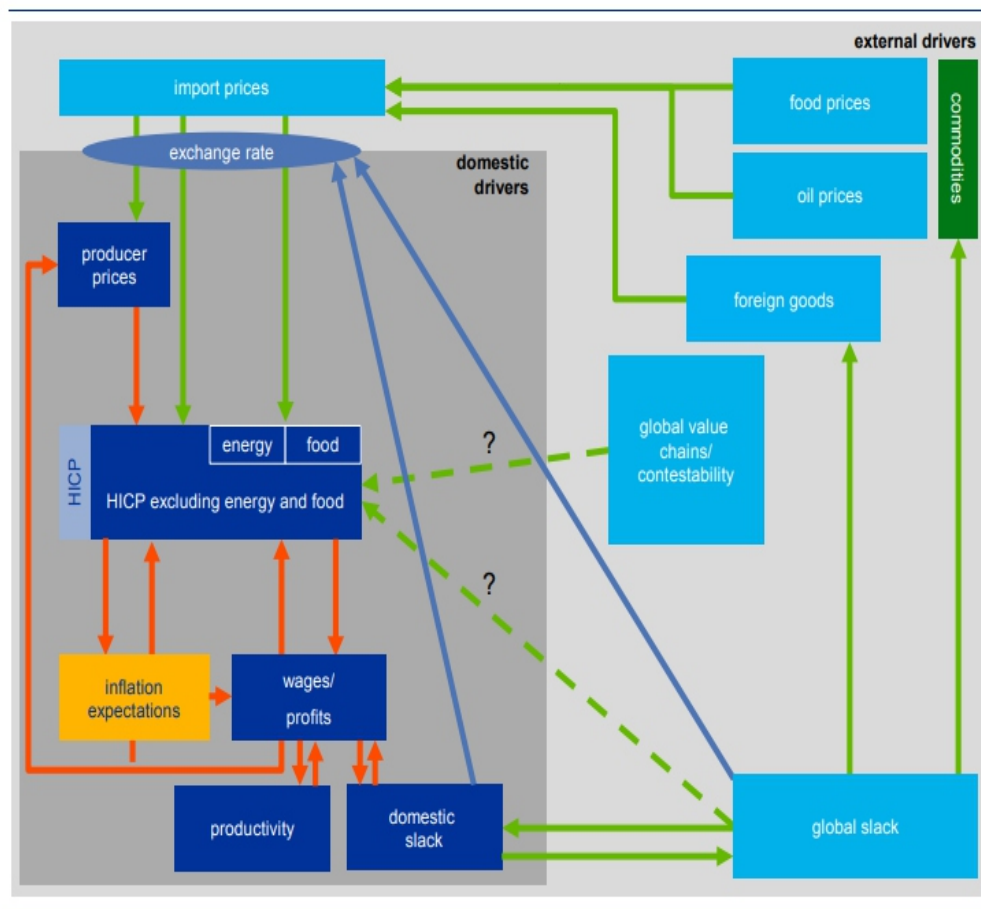 external drivers
import prices
food prices
commodities
exchange rate
domestic
drivers
oil prices
producer
prices
foreign goods
global value
chains/
contestability
?
energy
food
HICP
HICP excluding energy and food
?
inflation
expectations
wages/
profits
productivity
domestic
slack
global slack